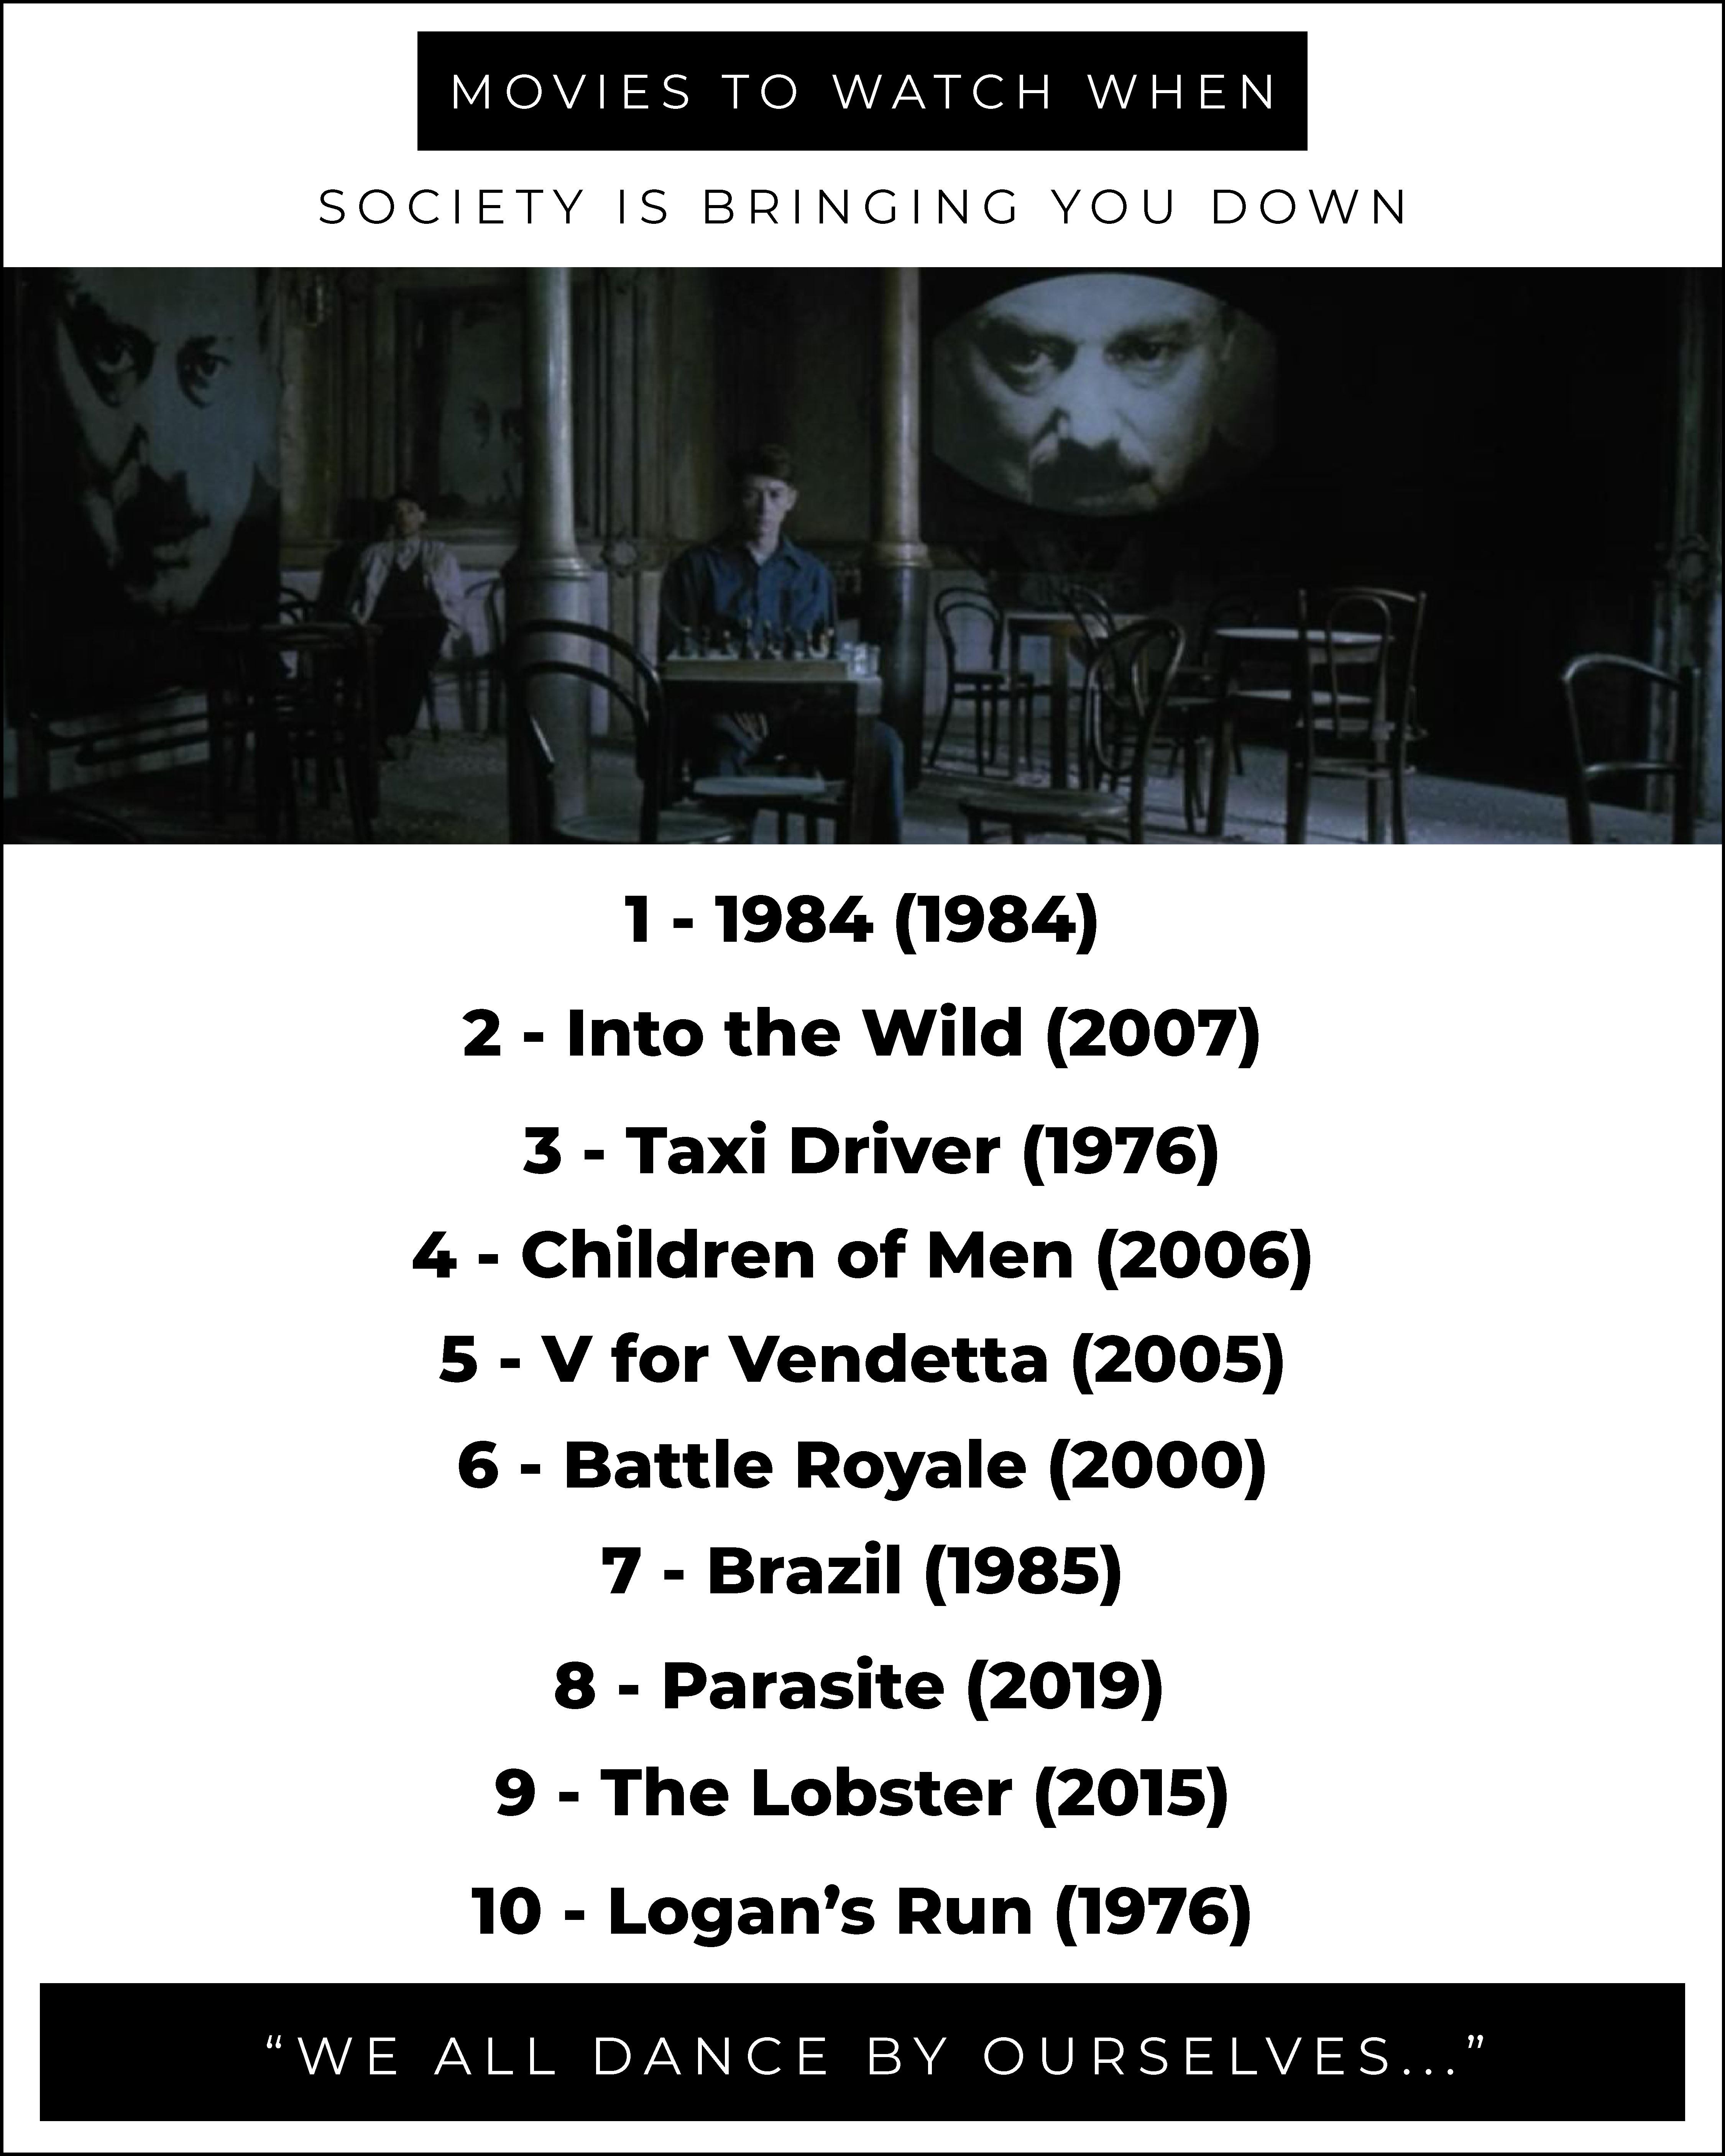 MOVIES TO WATCH WHEN
SOCIETY IS BRINGING YOU DOWN
1 - 1984 (1984)
2 - Into the Wild (2007)
3 - Taxi Driver (1976)
4 - Children of Men (2006)
5 - V for Vendetta (2005)
6 - Battle Royale (2000)
7 - Brazil (1985)
8 - Parasite (2019)
9 - The Lobster (2015)
10 - Logan’s Run (1976)
“WE ALL DANCE BY OURSELVES...”